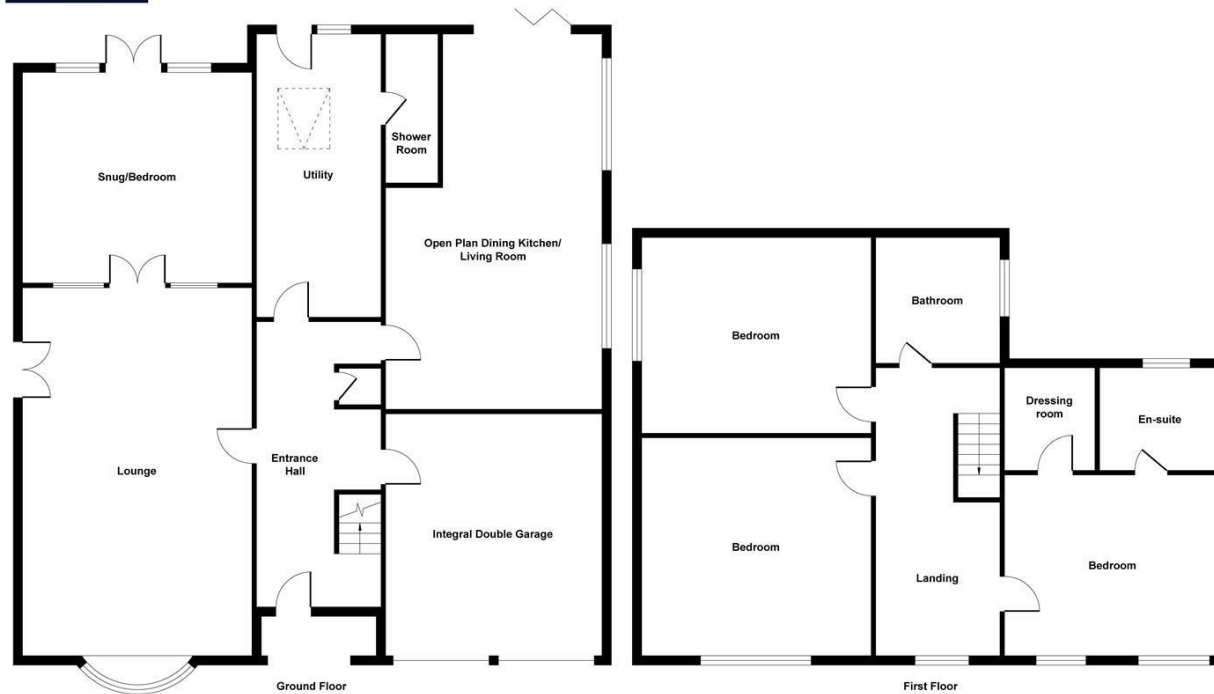 Shower
Room
Snug/Bedroom
Utility
Open Plan Dining Kitchen/
Living Room
Lounge
Entrance
Hall
Integral Double Garage
Ground Floor
Bedroom
Bathroom
Dressing
room
En-suite
Bedroom
Landing
Bedroom
First Floor